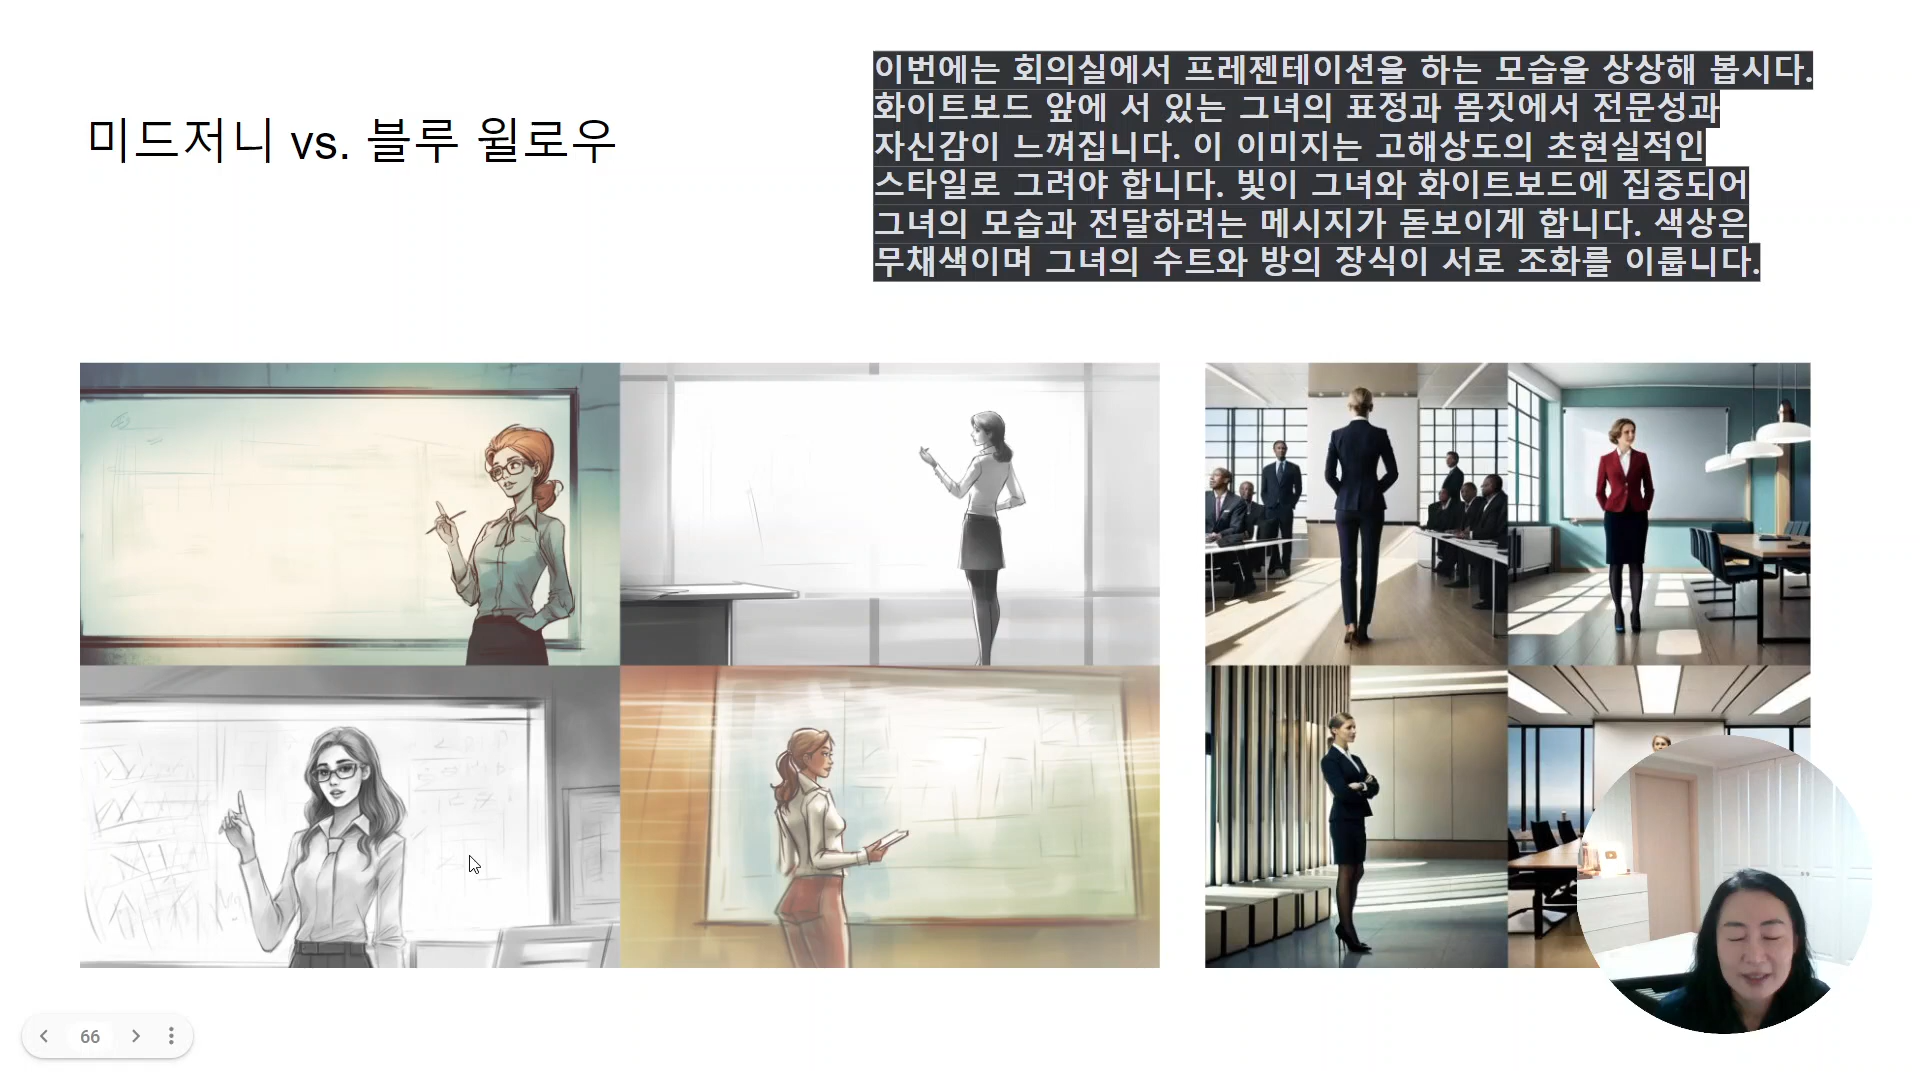 미드저니 vs. 블루 윌로우
이번에는 회의실에서 프레젠테이션을 하는 모습을 상상해 봅시다.
화이트보드 앞에 서 있는 그녀의 표정과 몸짓에서 전문성과
자신감이 느껴집니다. 이 이미지는 고해상도의 초현실적인
스타일로 그려야 합니다. 빛이 그녀와 화이트보드에 집중되어
그녀의 모습과 전달하려는 메시지가 돋보이게 합니다. 색상은
무채색이며 그녀의 수트와 방의 장식이 서로 조화를 이룹니다.
66